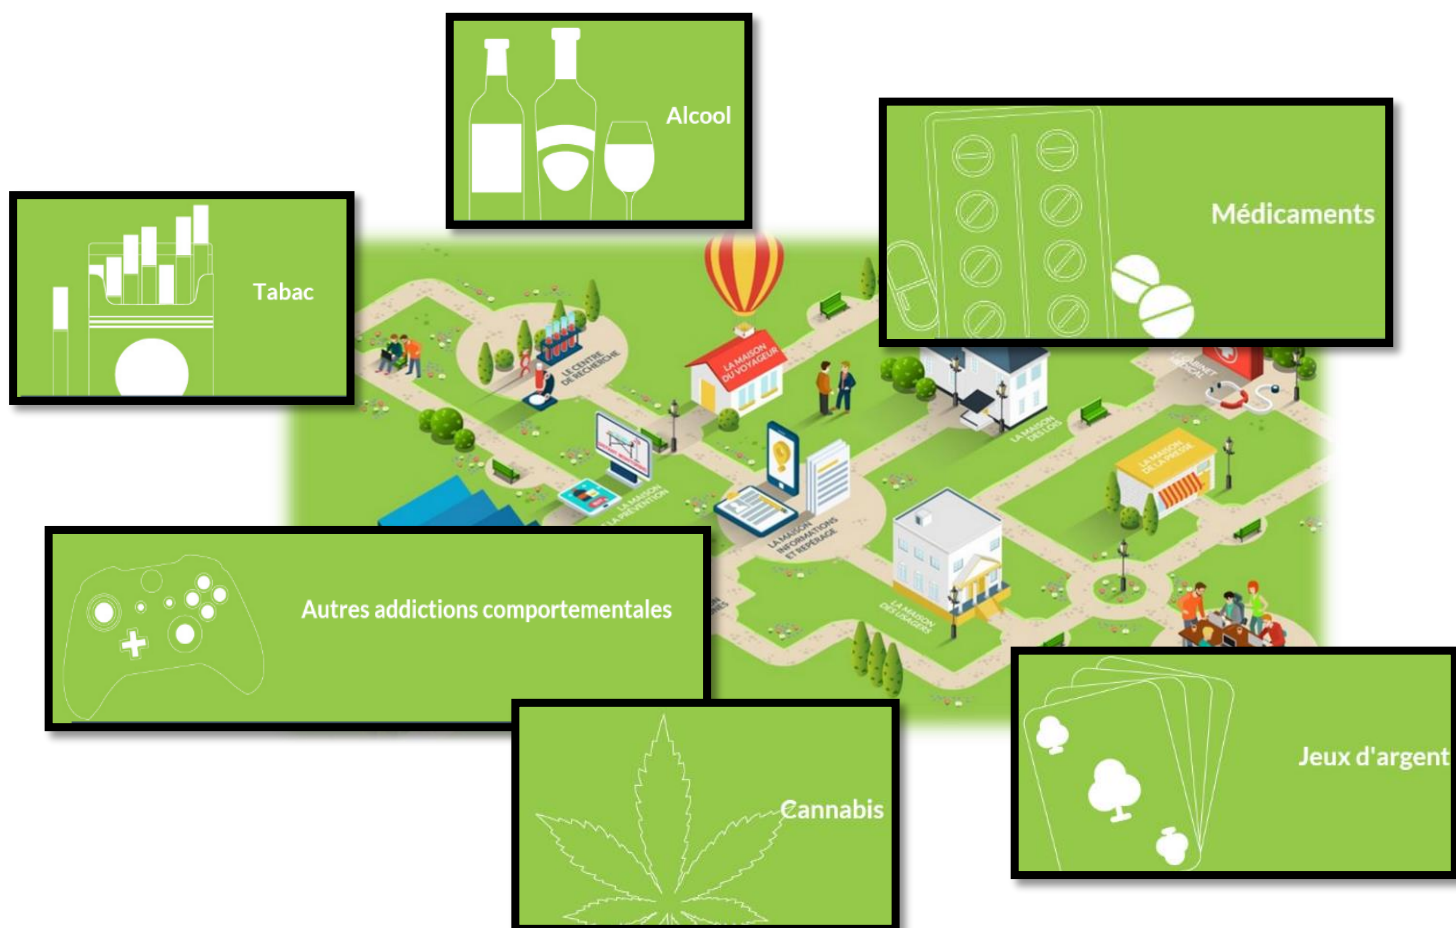 Alcool
Médicaments
Tabac
LE CENTRE
DE RECHERCHE
LA MAISON
DU VOYAGEUR
MEDICAL
LA MAISON
DES LOIS
LA MAISON
DE LA PRESSE
LA MAISON
LA PRÉVENTION
LA MAISON
INFORMATIONS
ET REPÉRAGE
LA MAISON
DES USAGERS
Autres addictions comportementales
Jeux d'argent
Cannabis